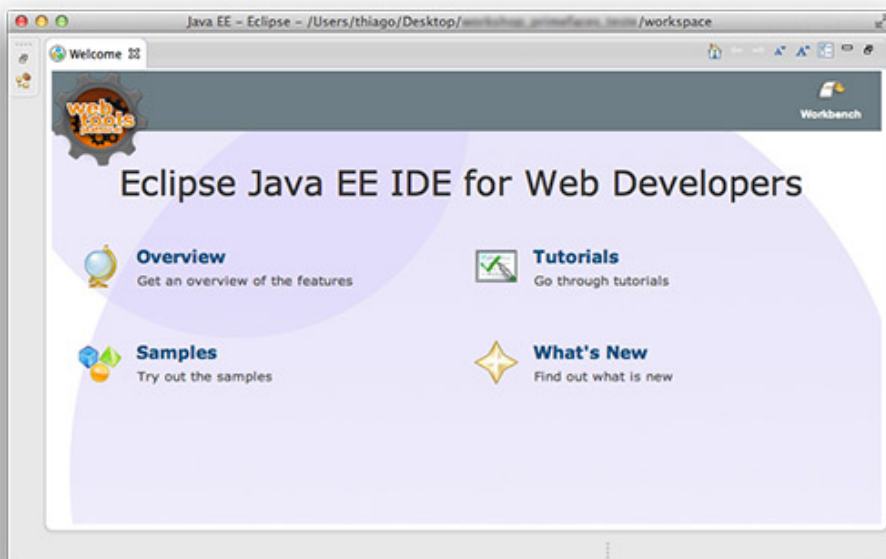 Java EE - Eclipse - /Users/thiago/Desktop/ /workspace
Welcome
web
tools
Workbench
Eclipse Java EE IDE for Web Developers
Overview
Get an overview of the features
Tutorials
Go through tutorials
Samples
Try out the samples
What's New
Find out what is new